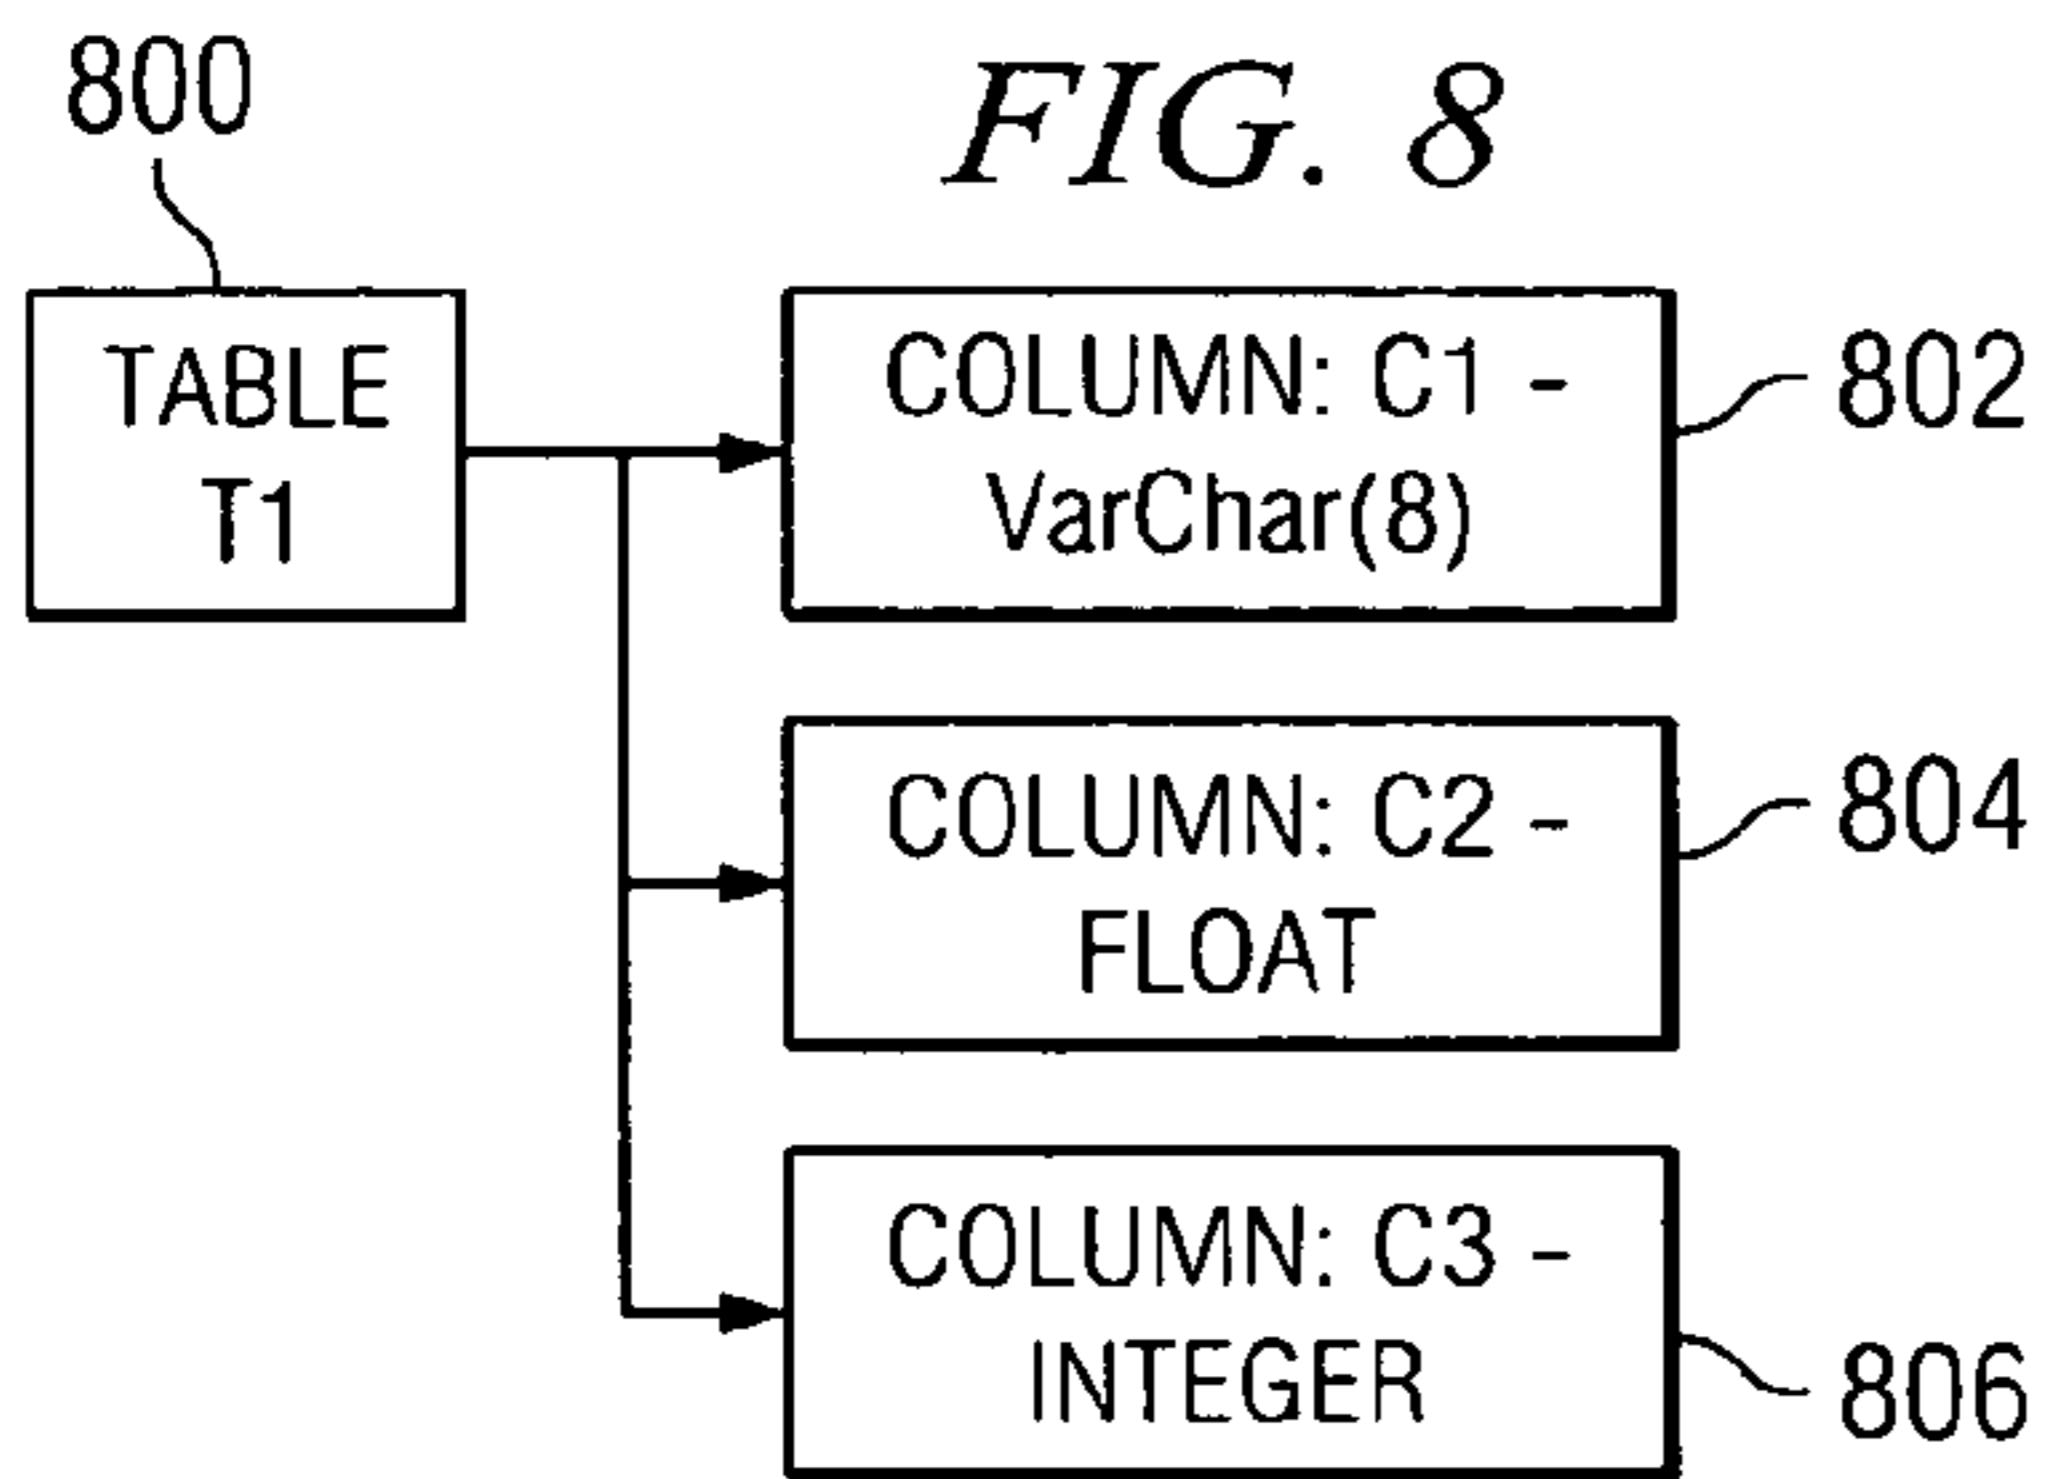 800
FIG. 8
TABLE
T1
COLUMN: C1 -
VarChar(8)
802
COLUMN: C2 -
FLOAT
804
COLUMN: C3 -
INTEGER
806